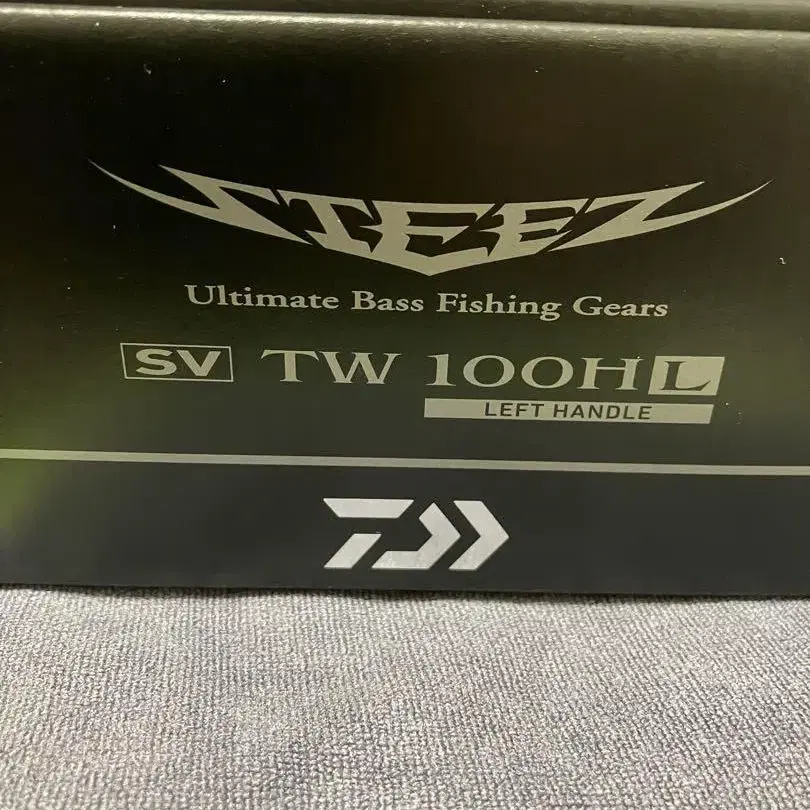 STEEZ
Ultimate Bass Fishing Gears
SV TW 100HL
LEFT HANDLE